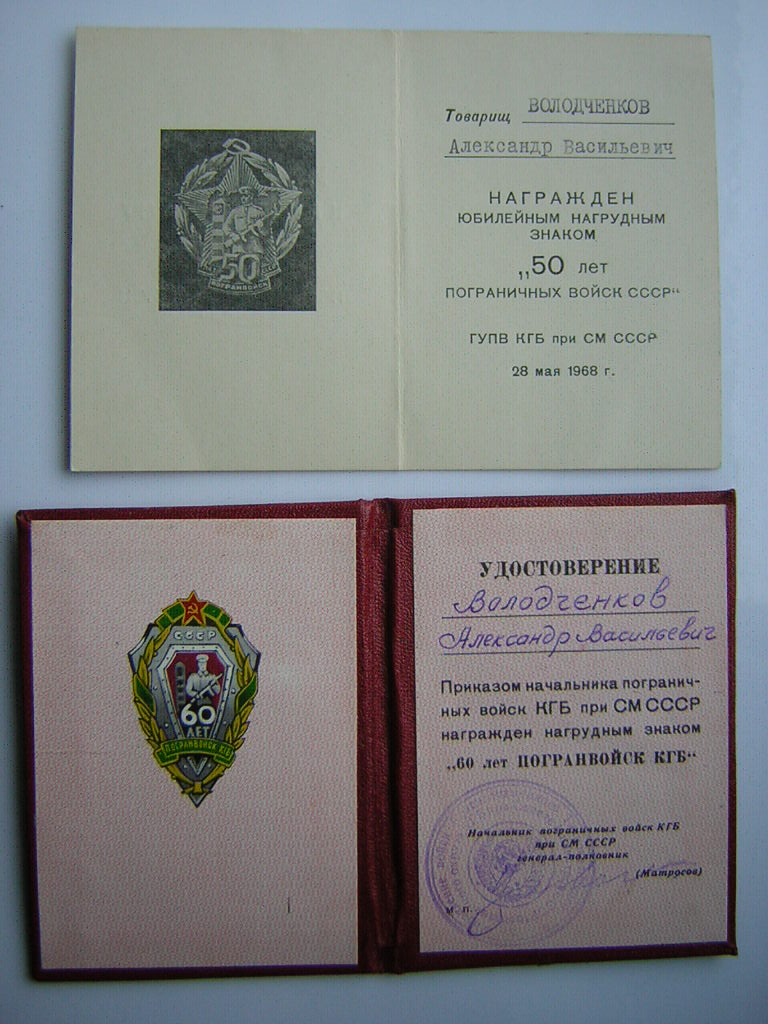 50
СССР
ПОГРАНВОЙСК
Товарищ ВОЛОДЧЕНКОВ
Александр Васильевич
НАГРАЖДЕН
ЮБИЛЕЙНЫМ НАГРУДНЫМ
ЗНАКОМ
„50 лет
ПОГРАНИЧНЫХ ВОЙСК СССР“
ГУПВ КГБ при СМ СССР
28 мая 1968 г.
СССР
60
ЛЕТ
ПОГРАНВОЙСК КГБ
УДОСТОВЕРЕНИЕ
Володченков
Александр Васильевич
Приказом начальника погранич-
ных войск КГБ при СМ СССР
награжден нагрудным знаком
„60 лет ПОГРАНВОЙСК КГБ“
Начальник пограничных войск КГБ
при СМ СССР
генерал-полковник
(Матросов)
М. П.